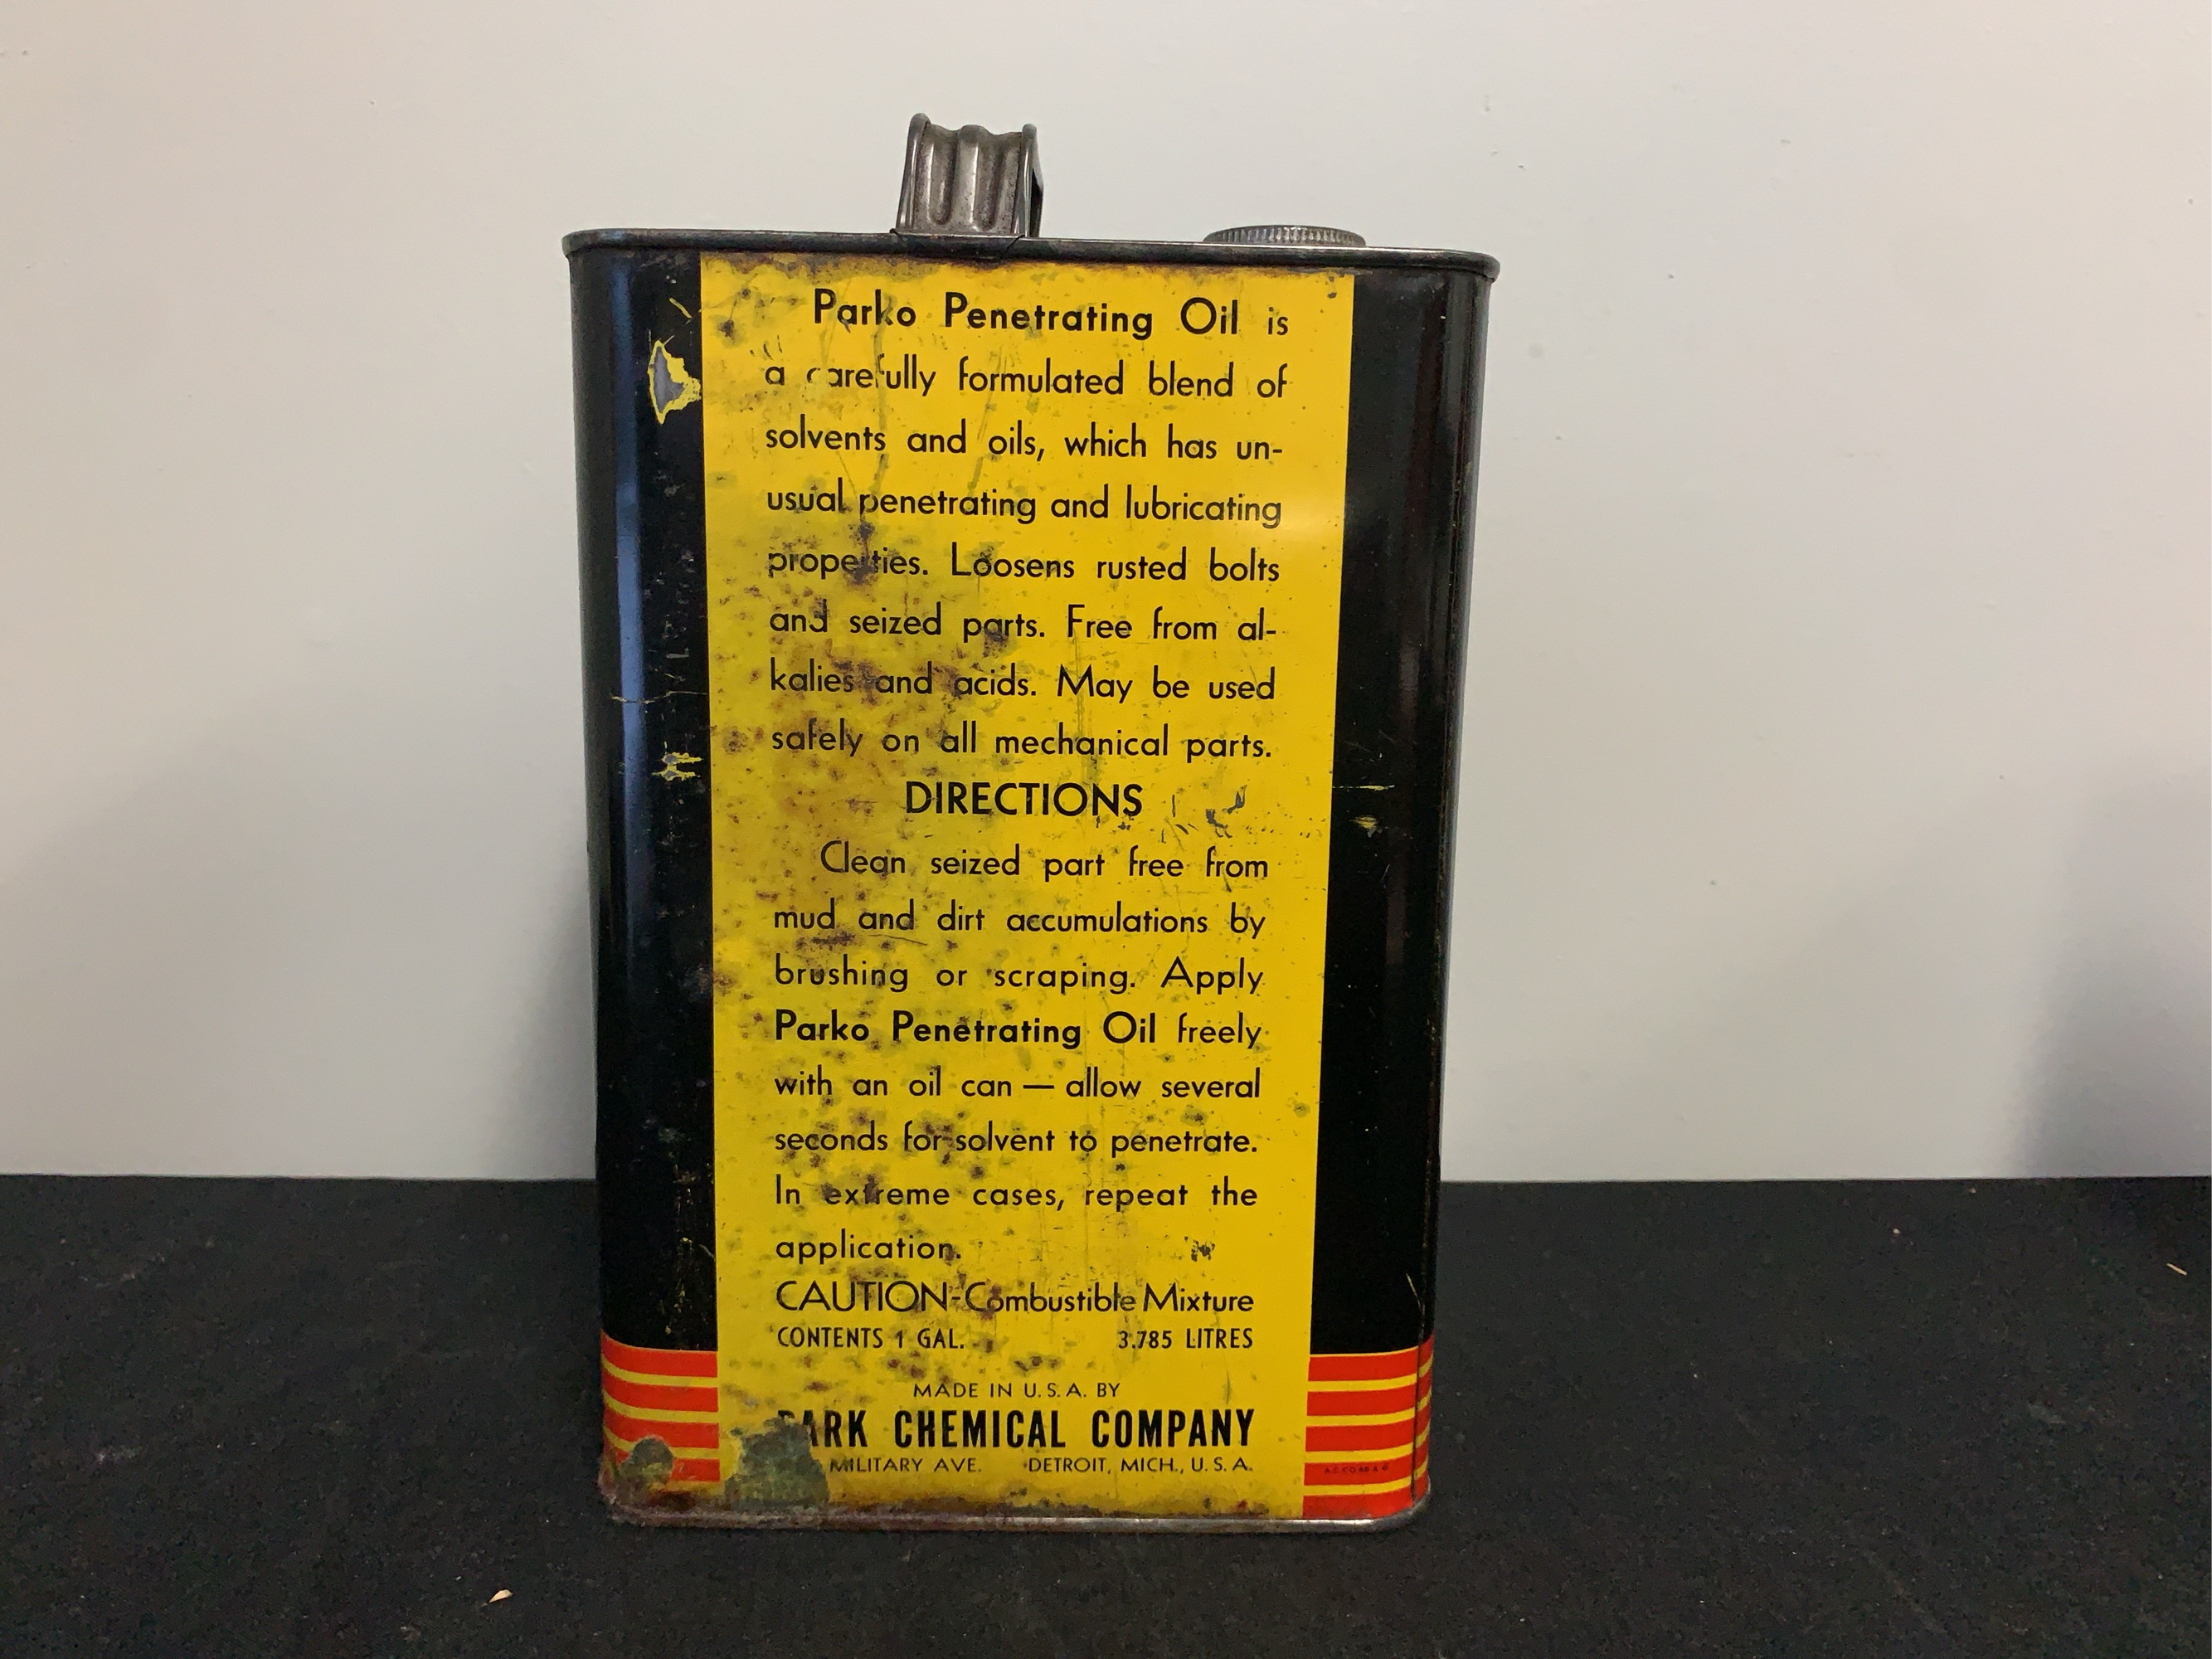 Parko Penetrating Oil is
a carefully formulated blend of
solvents and oils, which has un-
usual penetrating and lubricating
properties. Loosens rusted bolts
and seized parts. Free from al-
kalies and acids. May be used
safely on all mechanical parts.
DIRECTIONS
Clean seized part free from
mud and dirt accumulations by
brushing or scraping. Apply
Parko Penetrating Oil freely
with an oil can — allow several
seconds for solvent to penetrate.
In extreme cases, repeat the
application.
CAUTION-Combustible Mixture
CONTENTS 1 GAL. 3.785 LITRES
MADE IN U.S.A. BY
PARK CHEMICAL COMPANY
MILITARY AVE. DETROIT, MICH., U.S.A.